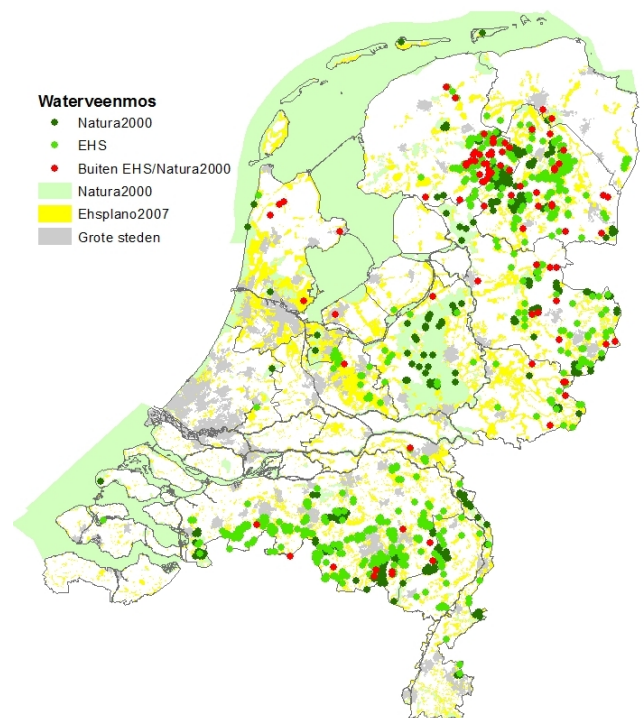 Waterveenmos
Natura2000
EHS
Buiten EHS/Natura2000
Natura2000
Ehsplano2007
Grote steden